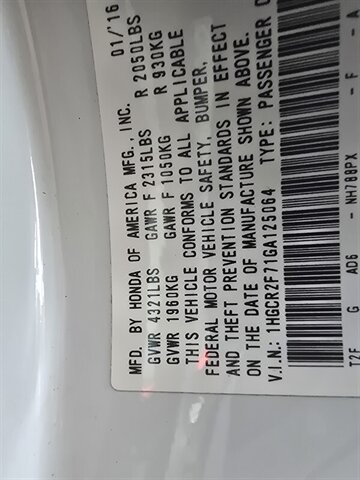 MFD. BY HONDA OF AMERICA MFG., INC. 01/'16
GVWR 4321LBS GAWR F 2315LBS R 2050LBS
GVWR 1960KG GAWR F 1050KG R 930KG
THIS VEHICLE CONFORMS TO ALL APPLICABLE
FEDERAL MOTOR VEHICLE SAFETY, BUMPER,
AND THEFT PREVENTION STANDARDS IN EFFECT
ON THE DATE OF MANUFACTURE SHOWN ABOVE.
V.I.N.: 1HGCR2F71GA125064 TYPE: PASSENGER
T2F G AD6 - NH788PX - F - A